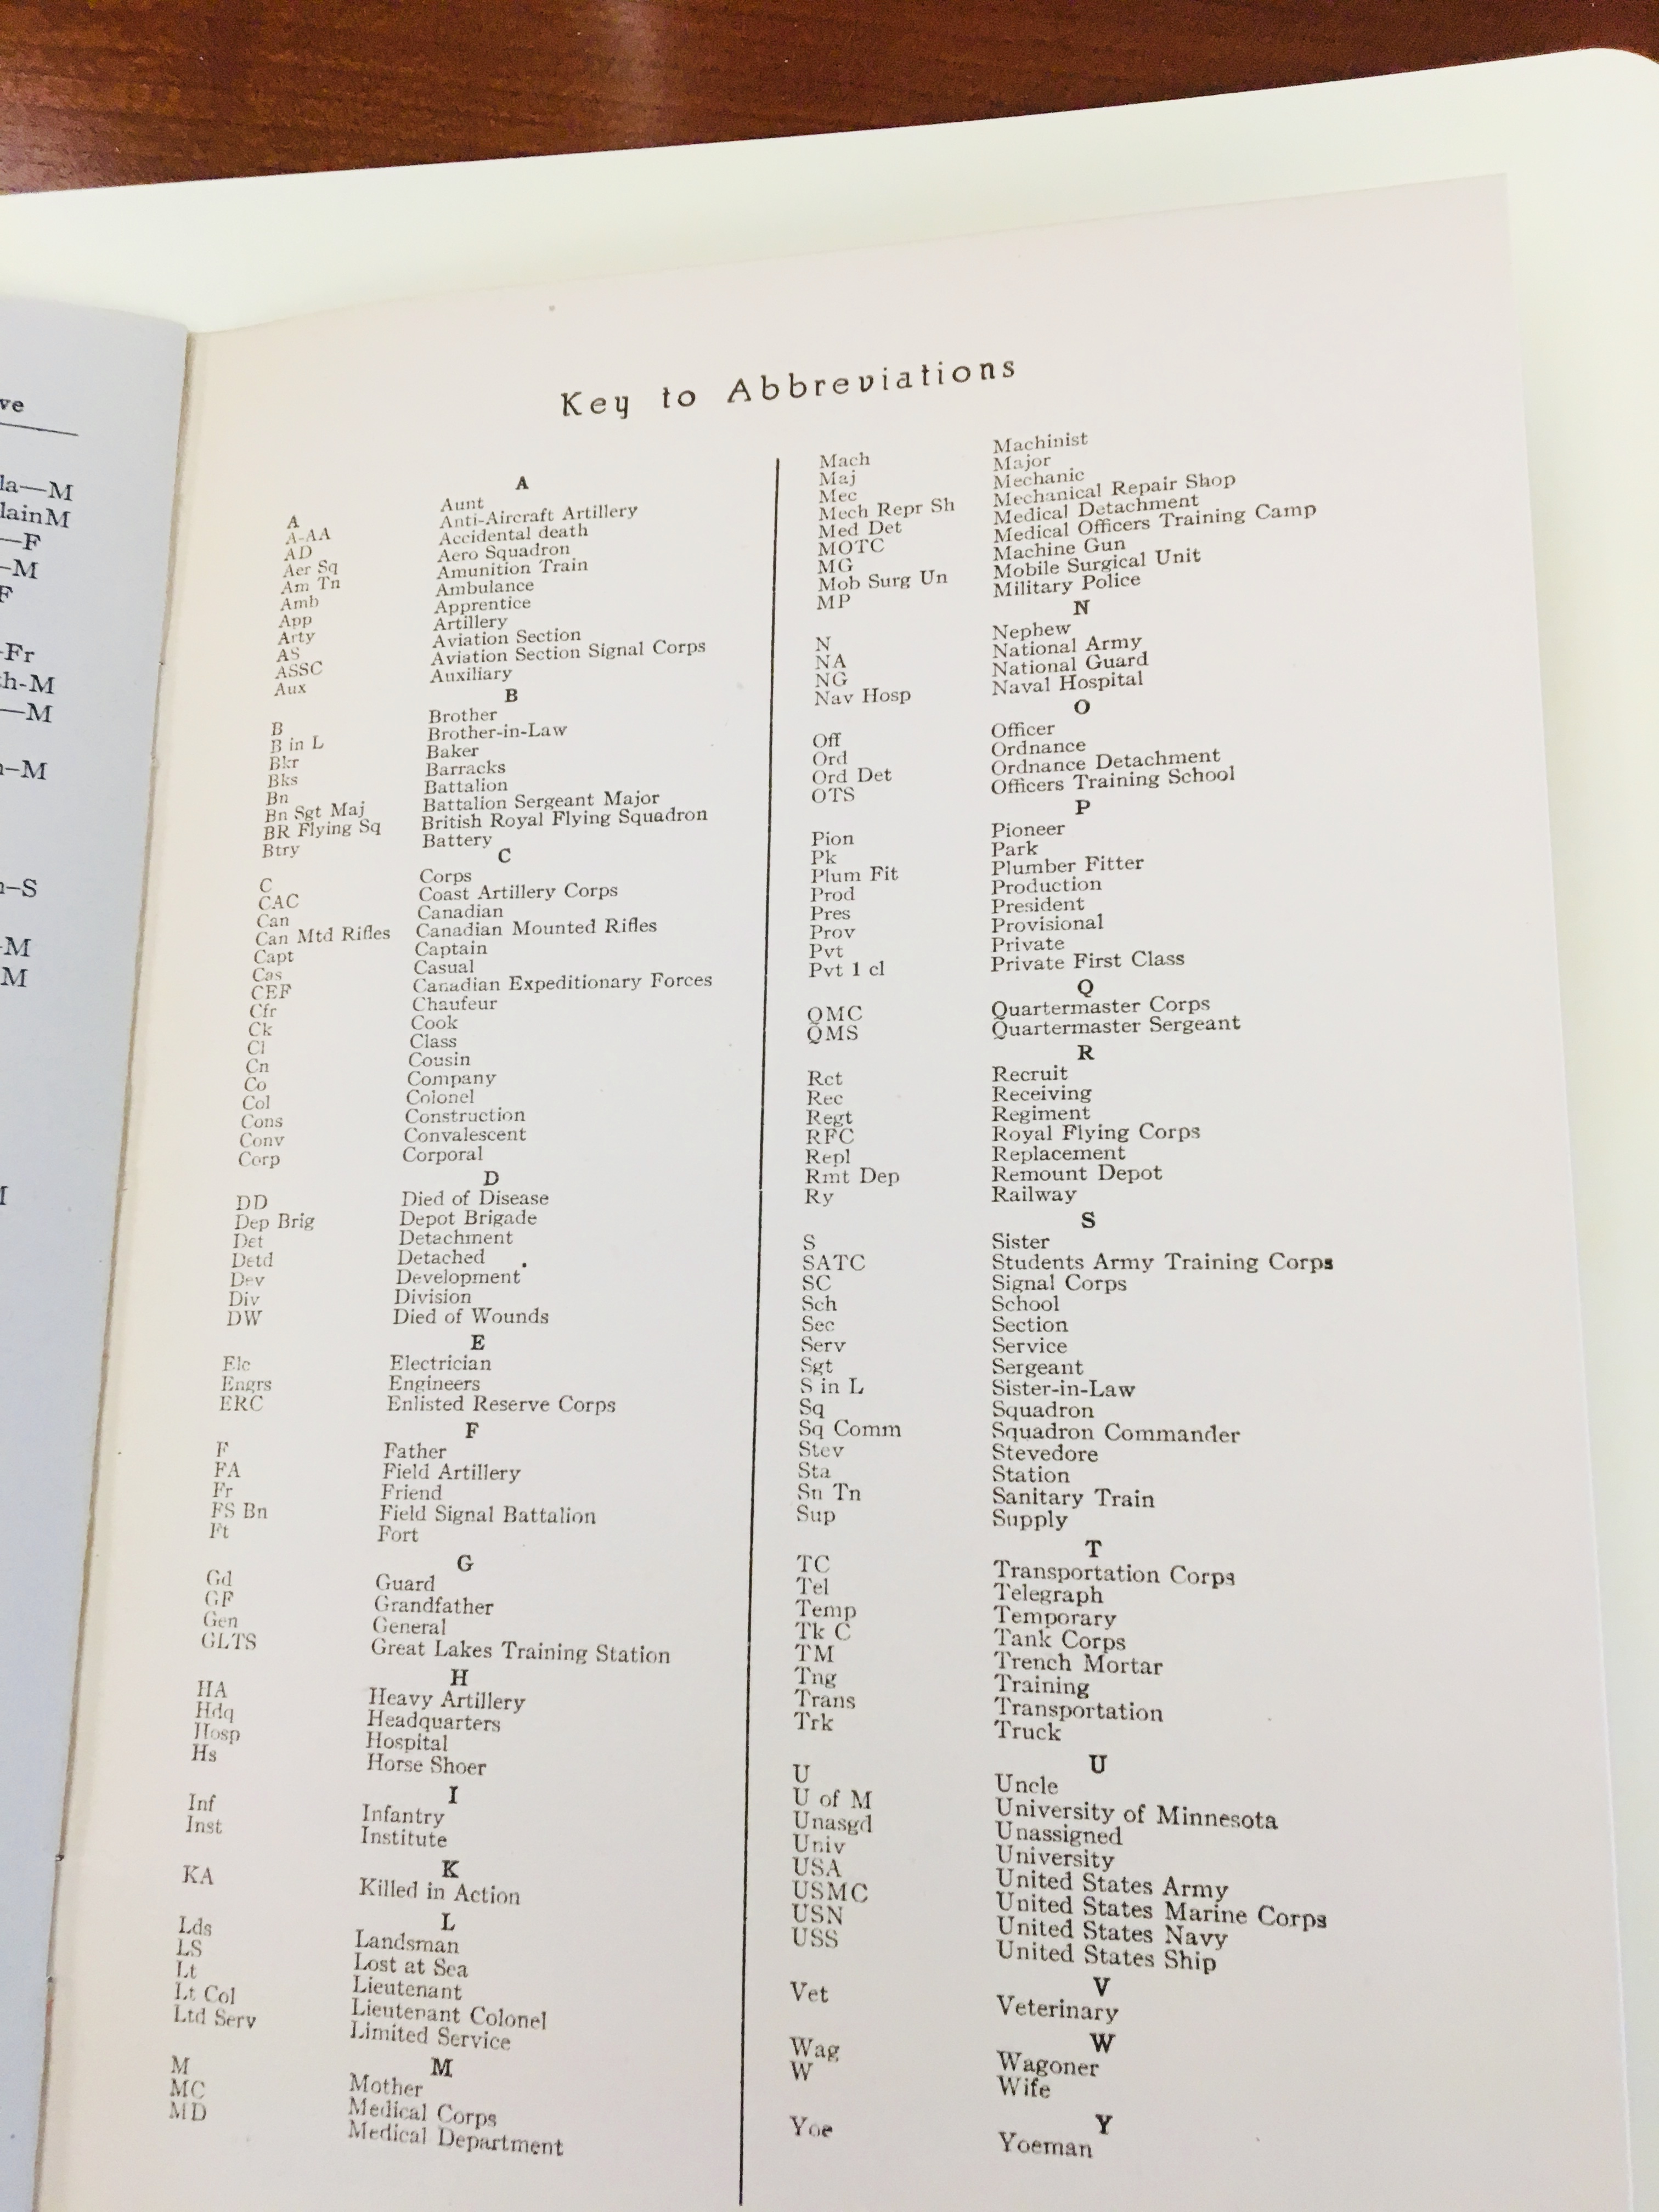 ve
la—M
lainM
—F
–M
F
-Fr
th-M
—M
n–M
n–S
-M
M
Key to Abbreviations
A
A Aunt
A-AA Anti-Aircraft Artillery
AD Accidental death
Aer Sq Aero Squadron
Am Tn Amunition Train
Amb Ambulance
App Apprentice
Arty Artillery
AS Aviation Section
ASSC Aviation Section Signal Corps
Aux Auxiliary
B
B Brother
B in L Brother-in-Law
Bkr Baker
Bks Barracks
Bn Battalion
Bn Sgt Maj Battalion Sergeant Major
BR Flying Sq British Royal Flying Squadron
Btry Battery
C
C Corps
CAC Coast Artillery Corps
Can Canadian
Can Mtd Rifles Canadian Mounted Rifles
Capt Captain
Cas Casual
CEF Canadian Expeditionary Forces
Cfr Chaufeur
Ck Cook
Cl Class
Cn Cousin
Co Company
Col Colonel
Cons Construction
Conv Convalescent
Corp Corporal
D
DD Died of Disease
Dep Brig Depot Brigade
Det Detachment
Detd Detached
Dev Development
Div Division
DW Died of Wounds
E
Elc Electrician
Engrs Engineers
ERC Enlisted Reserve Corps
F
F Father
FA Field Artillery
Fr Friend
FS Bn Field Signal Battalion
Ft Fort
G
Gd Guard
GF Grandfather
Gen General
GLTS Great Lakes Training Station
H
HA Heavy Artillery
Hdq Headquarters
Hosp Hospital
Hs Horse Shoer
I
Inf Infantry
Inst Institute
K
KA Killed in Action
L
Lds Landsman
LS Lost at Sea
Lt Lieutenant
Lt Col Lieutenant Colonel
Ltd Serv Limited Service
M
M Mother
MC Medical Corps
MD Medical Department
Mach Machinist
Maj Major
Mec Mechanic
Mech Repr Sh Mechanical Repair Shop
Med Det Medical Detachment
MOTC Medical Officers Training Camp
MG Machine Gun
Mob Surg Un Mobile Surgical Unit
MP Military Police
N
N Nephew
NA National Army
NG National Guard
Nav Hosp Naval Hospital
O
Off Officer
Ord Ordnance
Ord Det Ordnance Detachment
OTS Officers Training School
P
Pion Pioneer
Pk Park
Plum Fit Plumber Fitter
Prod Production
Pres President
Prov Provisional
Pvt Private
Pvt 1 cl Private First Class
Q
QMC Quartermaster Corps
QMS Quartermaster Sergeant
R
Rct Recruit
Rec Receiving
Regt Regiment
RFC Royal Flying Corps
Repl Replacement
Rmt Dep Remount Depot
Ry Railway
S
S Sister
SATC Students Army Training Corps
SC Signal Corps
Sch School
Sec Section
Serv Service
Sgt Sergeant
S in L Sister-in-Law
Sq Squadron
Sq Comm Squadron Commander
Stev Stevedore
Sta Station
Sn Tn Sanitary Train
Sup Supply
T
TC Transportation Corps
Tel Telegraph
Temp Temporary
Tk C Tank Corps
TM Trench Mortar
Tng Training
Trans Transportation
Trk Truck
U
U Uncle
U of M University of Minnesota
Unasgd Unassigned
Univ University
USA United States Army
USMC United States Marine Corps
USN United States Navy
USS United States Ship
V
Vet Veterinary
W
Wag Wagoner
W Wife
Y
Yoe Yoeman